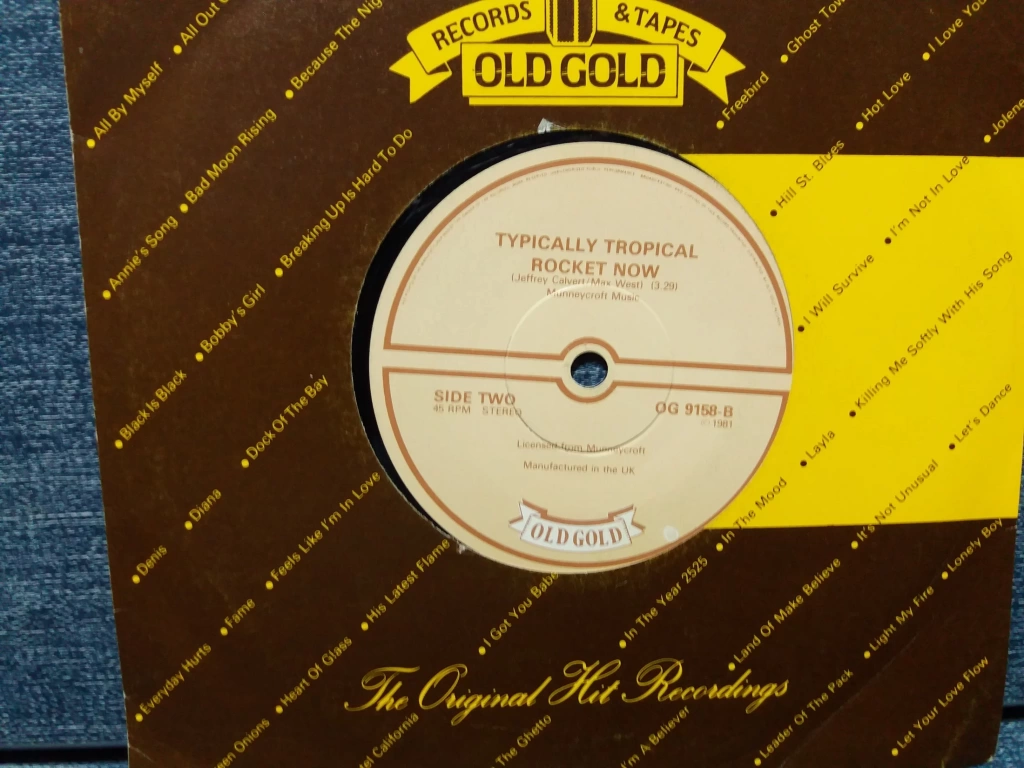 RECORDS & TAPES
OLD GOLD
All Out
Because The
Ghost
I Love You
All By Myself
Freebird
Hot Love
Jolene
Bad Moon Rising
Breaking Up Is Hard To Do
Hill St. Blues
I'm Not In Love
Annie's Song
Bobby's Girl
I Will Survive
Killing Me Softly With His Song
Black Is Black
Dock Of The Bay
Layla
Let's Dance
Diana
Feels Like I'm In Love
In The Mood
It's Not Unusual
Denis
Fame
His Latest Flame
I Got You
In The Year 2525
Land Of Make Believe
Light My Fire
Lonely Boy
Everyday Hurts
Heart Of Glass
Leader Of The Pack
Let Your Love Flow
Onions
California
The Ghetto
I'm A Believer
TYPICALLY TROPICAL
ROCKET NOW
(Jeffrey Calvert/Max West) (3.29)
Munneycroft Music
SIDE TWO
45 RPM STEREO
OG 9158-B
Ⓟ1981
Licensed from Munneycroft
Manufactured in the UK
OLD GOLD
The Original Hit Recordings